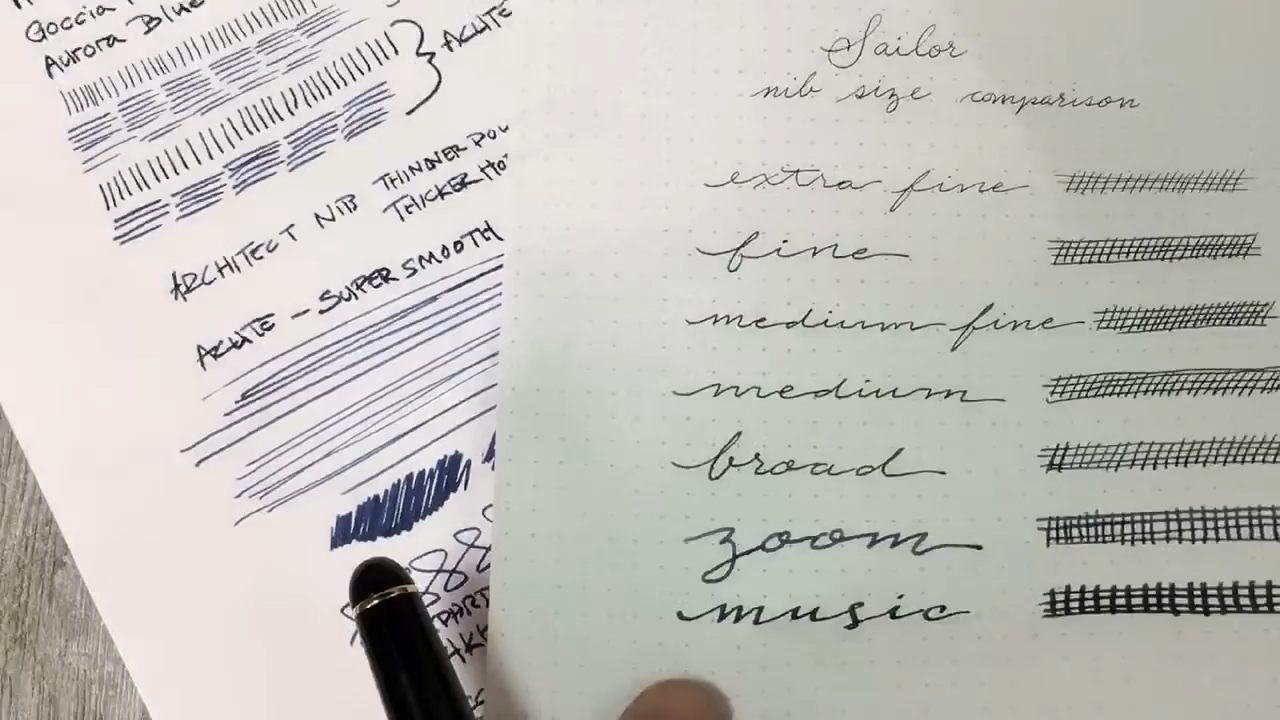 Goccia
Aurora Blue
ACUTE
ARCHITECT NIB THINNER
THICKER
ACUTE - SUPER SMOOTH
Sailor
nib size comparison
extra fine
fine
medium fine
medium
broad
zoom
music